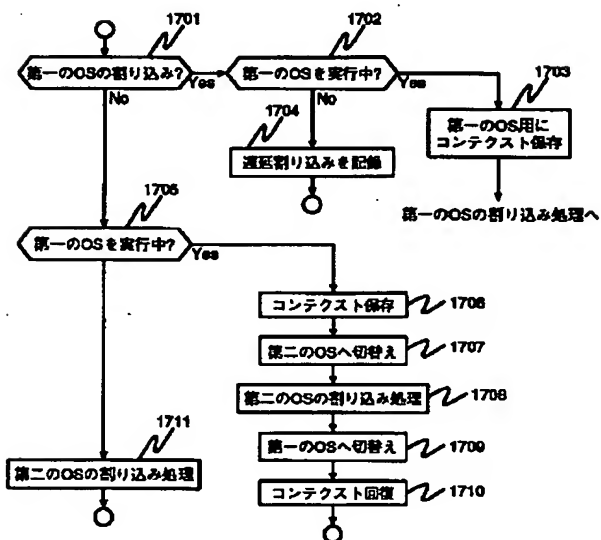 1701
1702
第一のOSの割り込み?
Yes
第一のOSを実行中?
Yes
1703
No
No
1704
第一のOS用に
コンテクスト保存
遅延割り込みを記録
第一のOSの割り込み処理へ
1705
第一のOSを実行中?
Yes
コンテクスト保存
1706
第二のOSへ切替え
1707
第二のOSの割り込み処理
1708
1711
第一のOSへ切替え
1709
第二のOSの割り込み処理
コンテクスト回復
1710